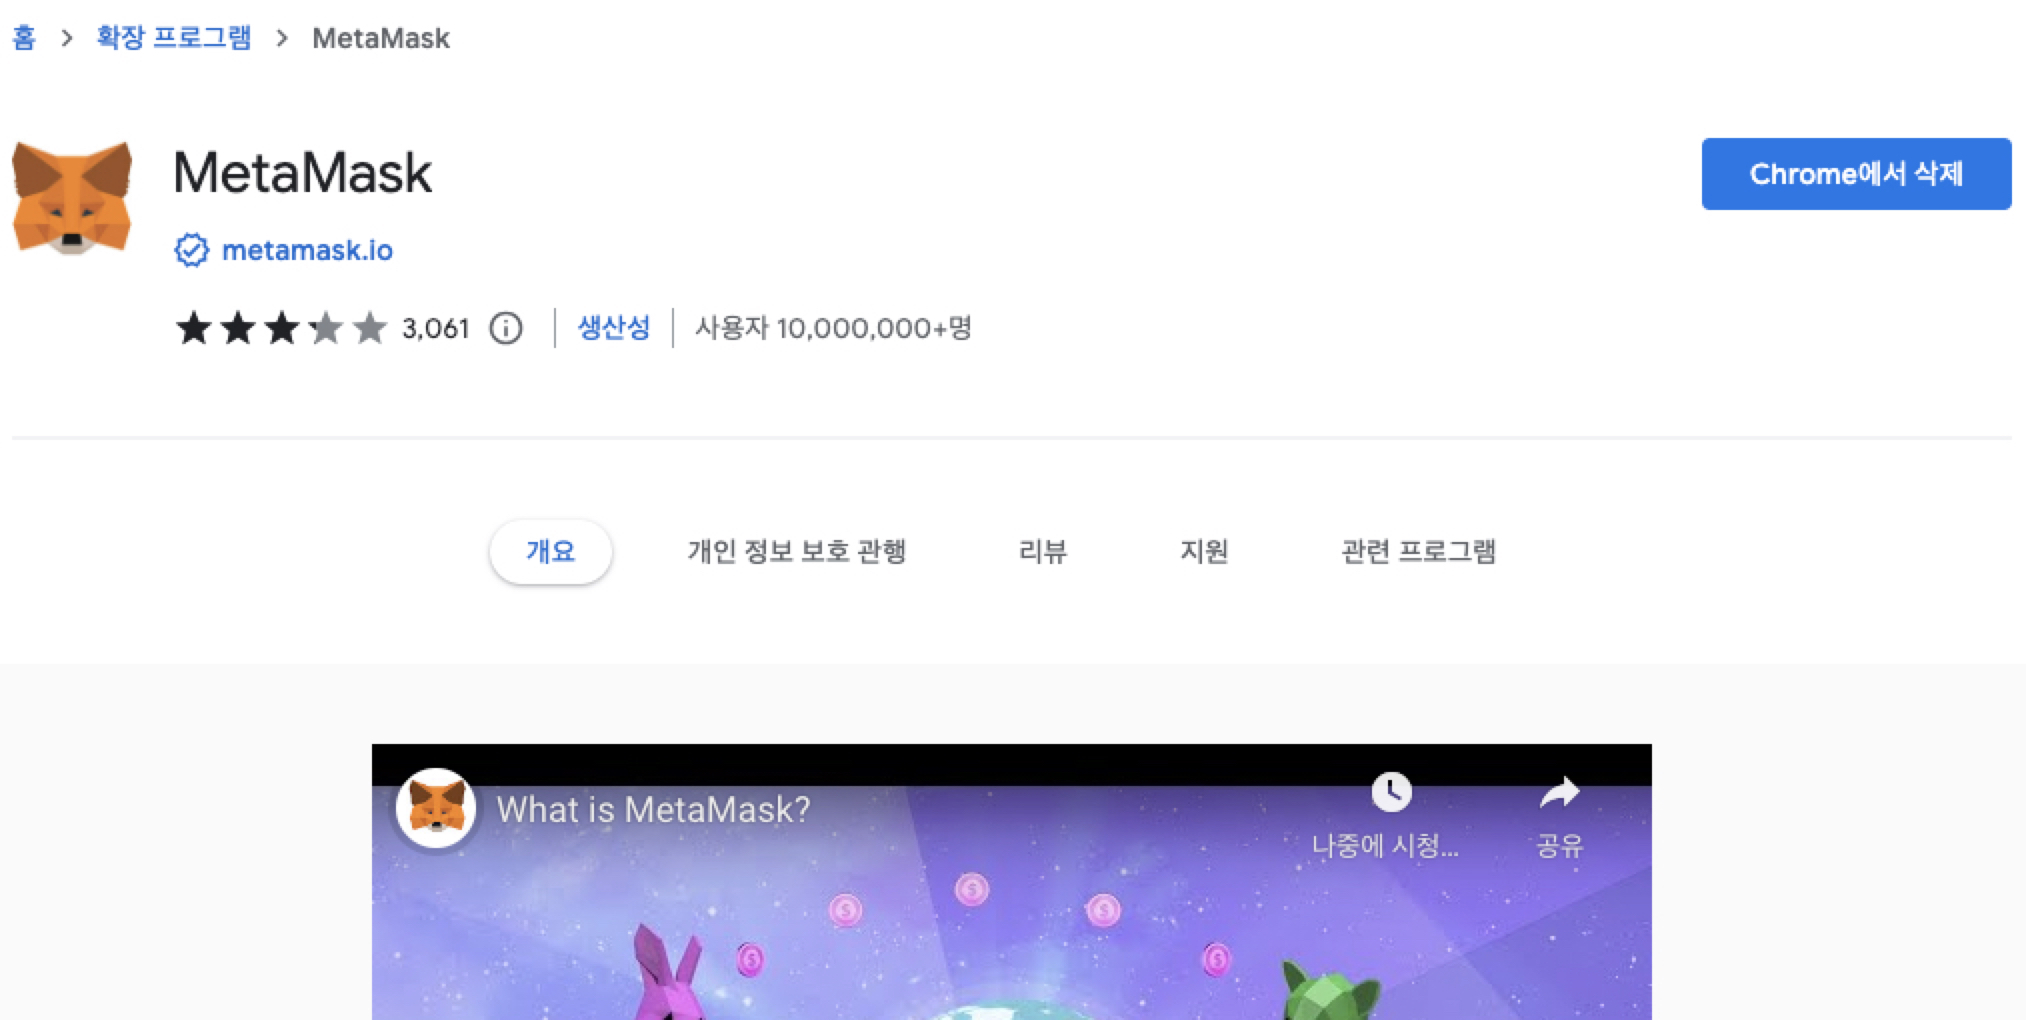 홈 > 확장 프로그램 > MetaMask
MetaMask
Chrome에서 삭제
metamask.io
3,061 생산성 사용자 10,000,000+명
개요 개인 정보 보호 관행 리뷰 지원 관련 프로그램
What is MetaMask?
나중에 시청... 공유